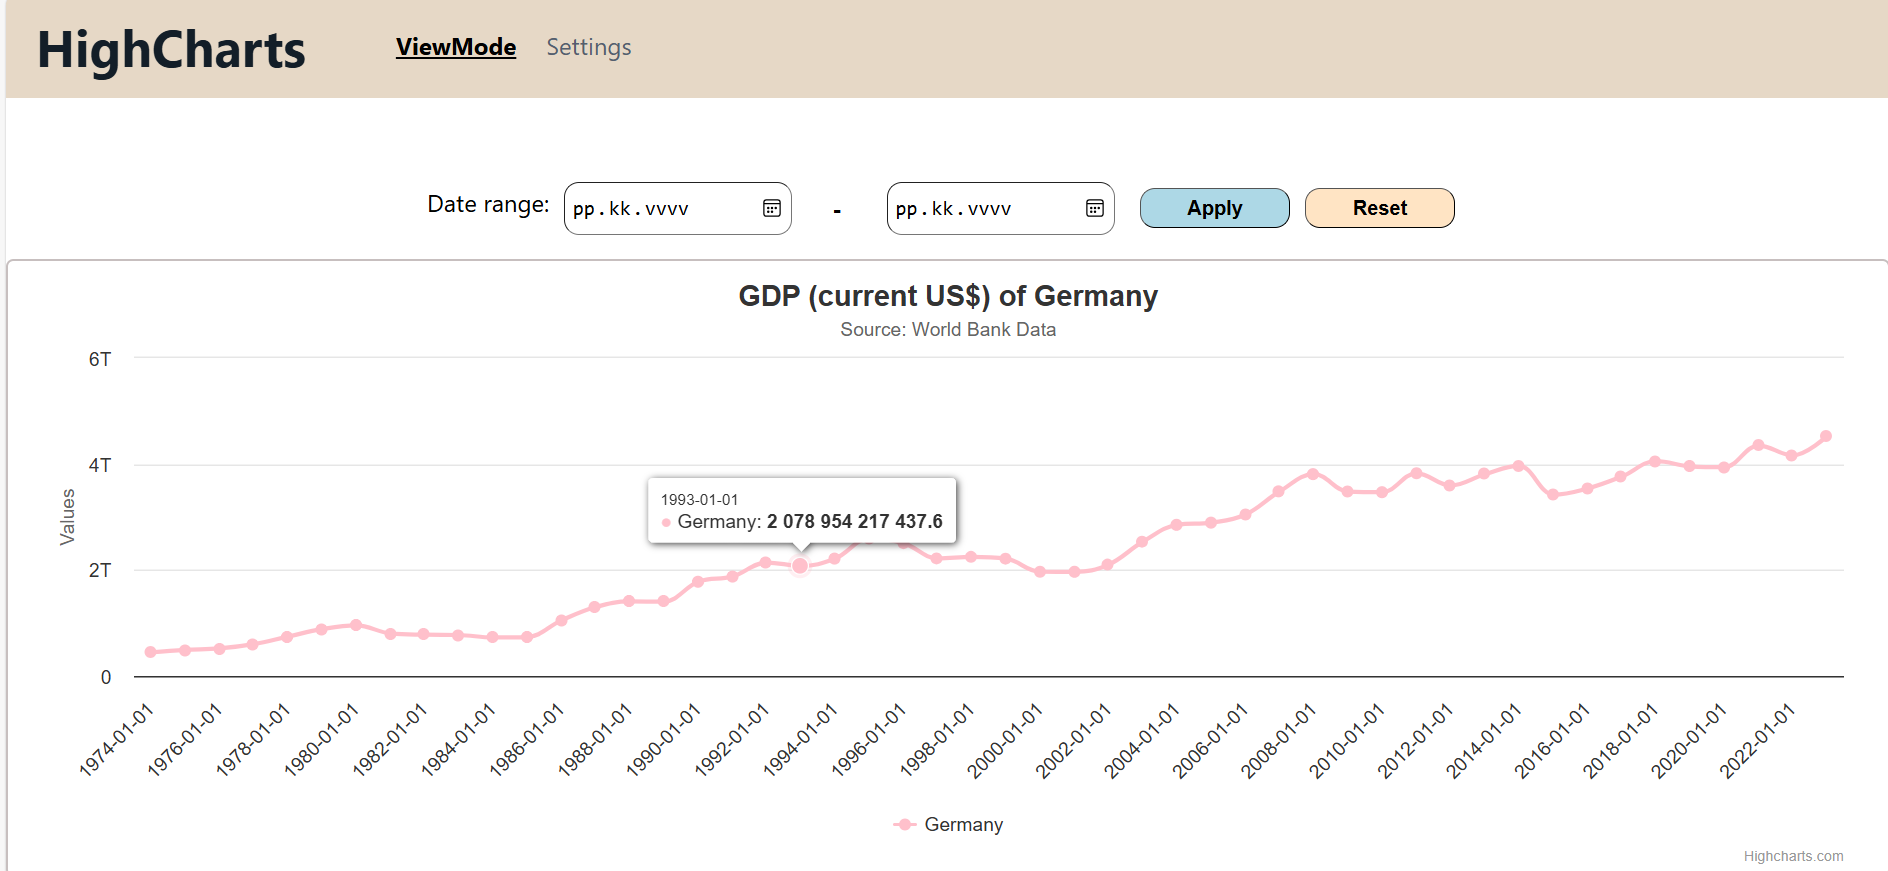 HighCharts ViewMode Settings
Date range: pp.kk.vvvv - pp.kk.vvvv Apply Reset
GDP (current US$) of Germany
Source: World Bank Data
6T
4T
2T
0
Values
1993-01-01
Germany: 2 078 954 217 437.6
1974-01-01
1976-01-01
1978-01-01
1980-01-01
1982-01-01
1984-01-01
1986-01-01
1988-01-01
1990-01-01
1992-01-01
1994-01-01
1996-01-01
1998-01-01
2000-01-01
2002-01-01
2004-01-01
2006-01-01
2008-01-01
2010-01-01
2012-01-01
2014-01-01
2016-01-01
2018-01-01
2020-01-01
2022-01-01
Germany
Highcharts.com